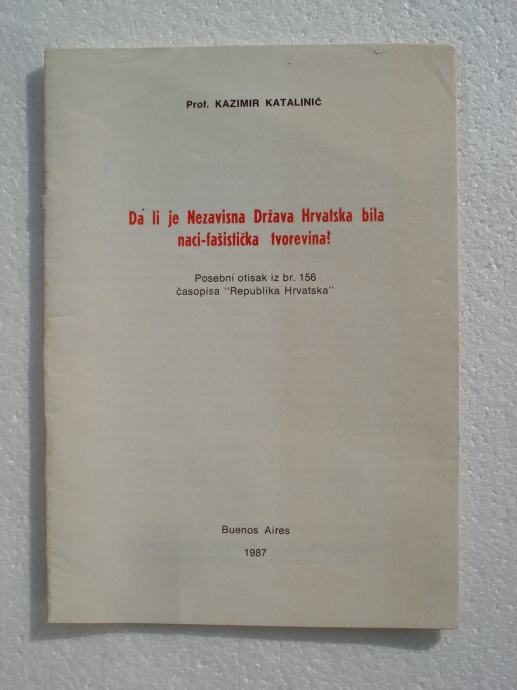 Prof. KAZIMIR KATALINIĆ
Da li je Nezavisna Država Hrvatska bila
naci-fašistička tvorevina?
Posebni otisak iz br. 156
časopisa "Republika Hrvatska"
Buenos Aires
1987